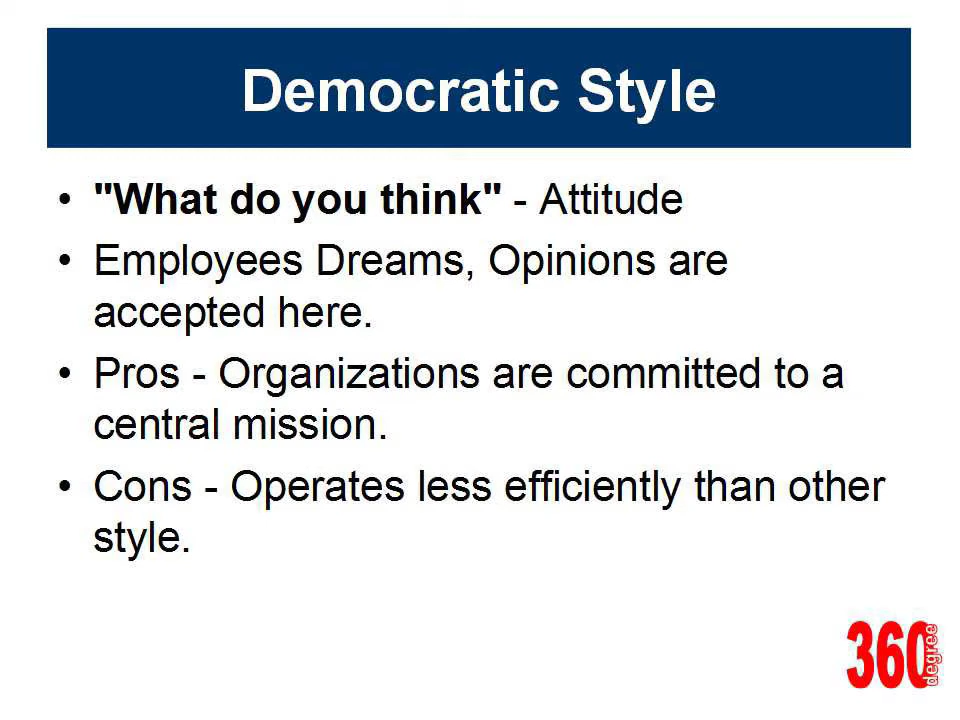 Democratic Style
• "What do you think" - Attitude
• Employees Dreams, Opinions are
accepted here.
• Pros - Organizations are committed to a
central mission.
• Cons - Operates less efficiently than other
style.
360 degree